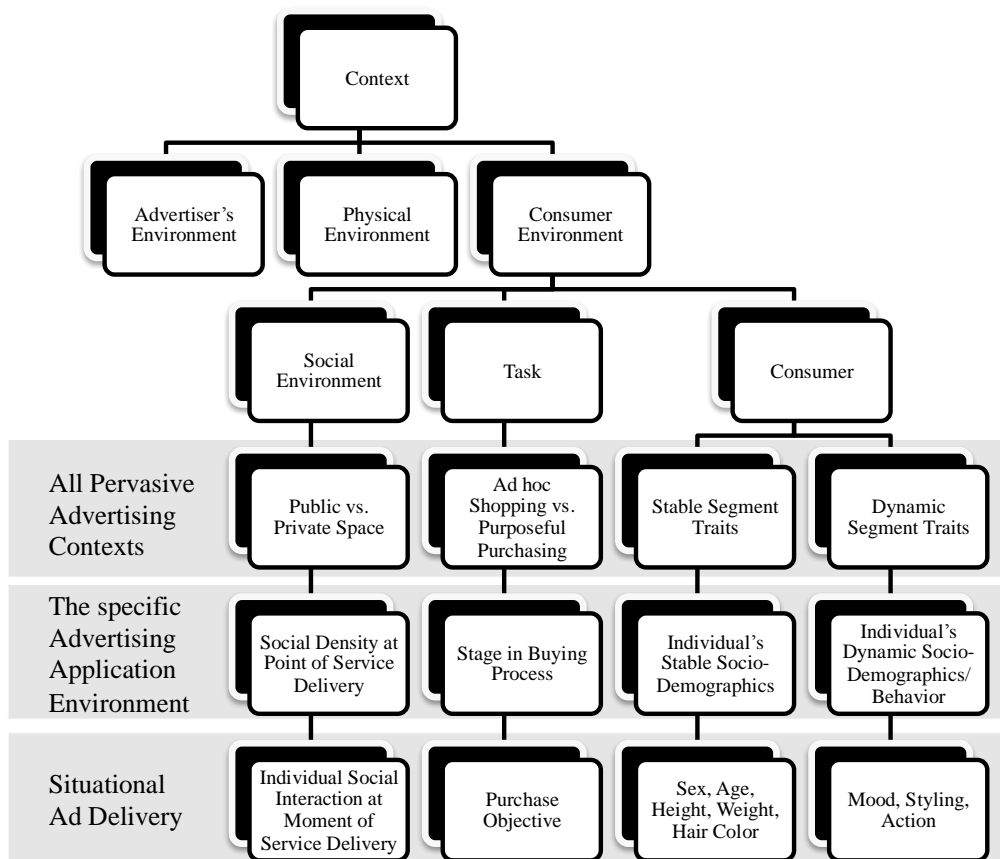 Context
Advertiser's
Environment
Physical
Environment
Consumer
Environment
Social
Environment
Task
Consumer
All Pervasive
Advertising
Contexts
Public vs.
Private Space
Ad hoc
Shopping vs.
Purposeful
Purchasing
Stable Segment
Traits
Dynamic
Segment Traits
The specific
Advertising
Application
Environment
Social Density at
Point of Service
Delivery
Stage in Buying
Process
Individual's
Stable Socio-
Demographics
Individual's
Dynamic Socio-
Demographics/
Behavior
Situational
Ad Delivery
Individual Social
Interaction at
Moment of
Service Delivery
Purchase
Objective
Sex, Age,
Height, Weight,
Hair Color
Mood, Styling,
Action